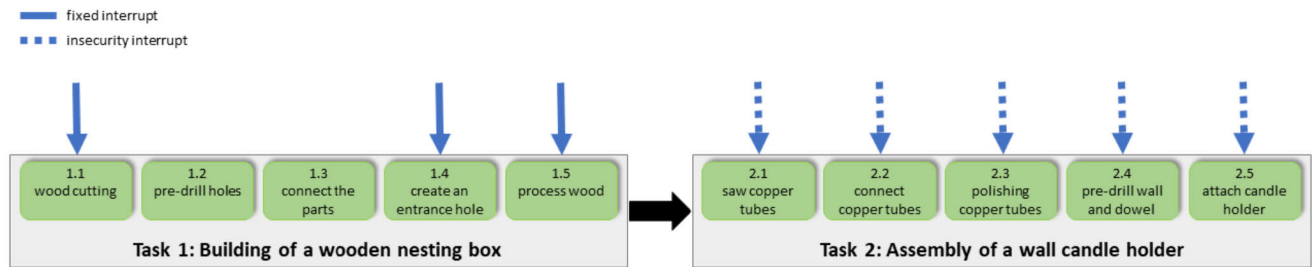 fixed interrupt
insecurity interrupt
1.1
wood cutting
1.2
pre-drill holes
1.3
connect the
parts
1.4
create an
entrance hole
1.5
process wood
Task 1: Building of a wooden nesting box
2.1
saw copper
tubes
2.2
connect
copper tubes
2.3
polishing
copper tubes
2.4
pre-drill wall
and dowel
2.5
attach candle
holder
Task 2: Assembly of a wall candle holder